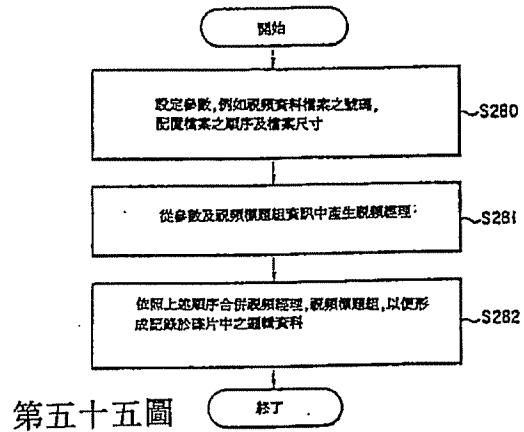 開始
設定參數,例如視頻資料檔案之號碼,
配置檔案之順序及檔案尺寸
S280
從參數及視頻標題組資訊中產生視頻經理
S281
依照上述順序合併視頻經理,視頻標題組,以便形
成記錄於碟片中之邏輯資料
S282
終了
第五十五圖